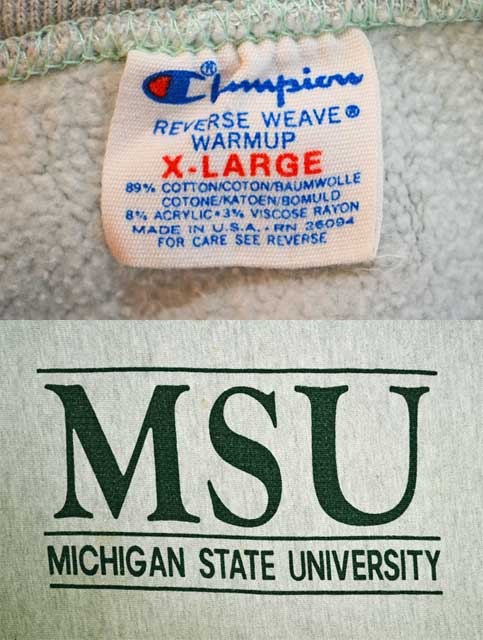 Champion®
REVERSE WEAVE®
WARMUP
X-LARGE
89% COTTON/COTON/BAUMWOLLE
COTONE/KATOEN/BOMULD
8% ACRYLIC • 3% VISCOSE RAYON
MADE IN U.S.A. • RN 26094
FOR CARE SEE REVERSE
MSU
MICHIGAN STATE UNIVERSITY